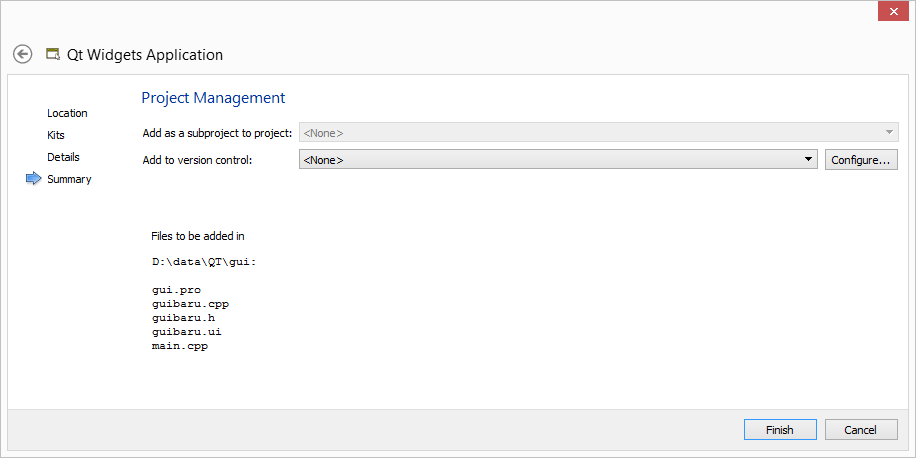 Qt Widgets Application
Location
Kits
Details
Summary
Project Management
Add as a subproject to project: <None>
Add to version control: <None> Configure...
Files to be added in
D:\data\QT\gui:
gui.pro
guibaru.cpp
guibaru.h
guibaru.ui
main.cpp
Finish Cancel